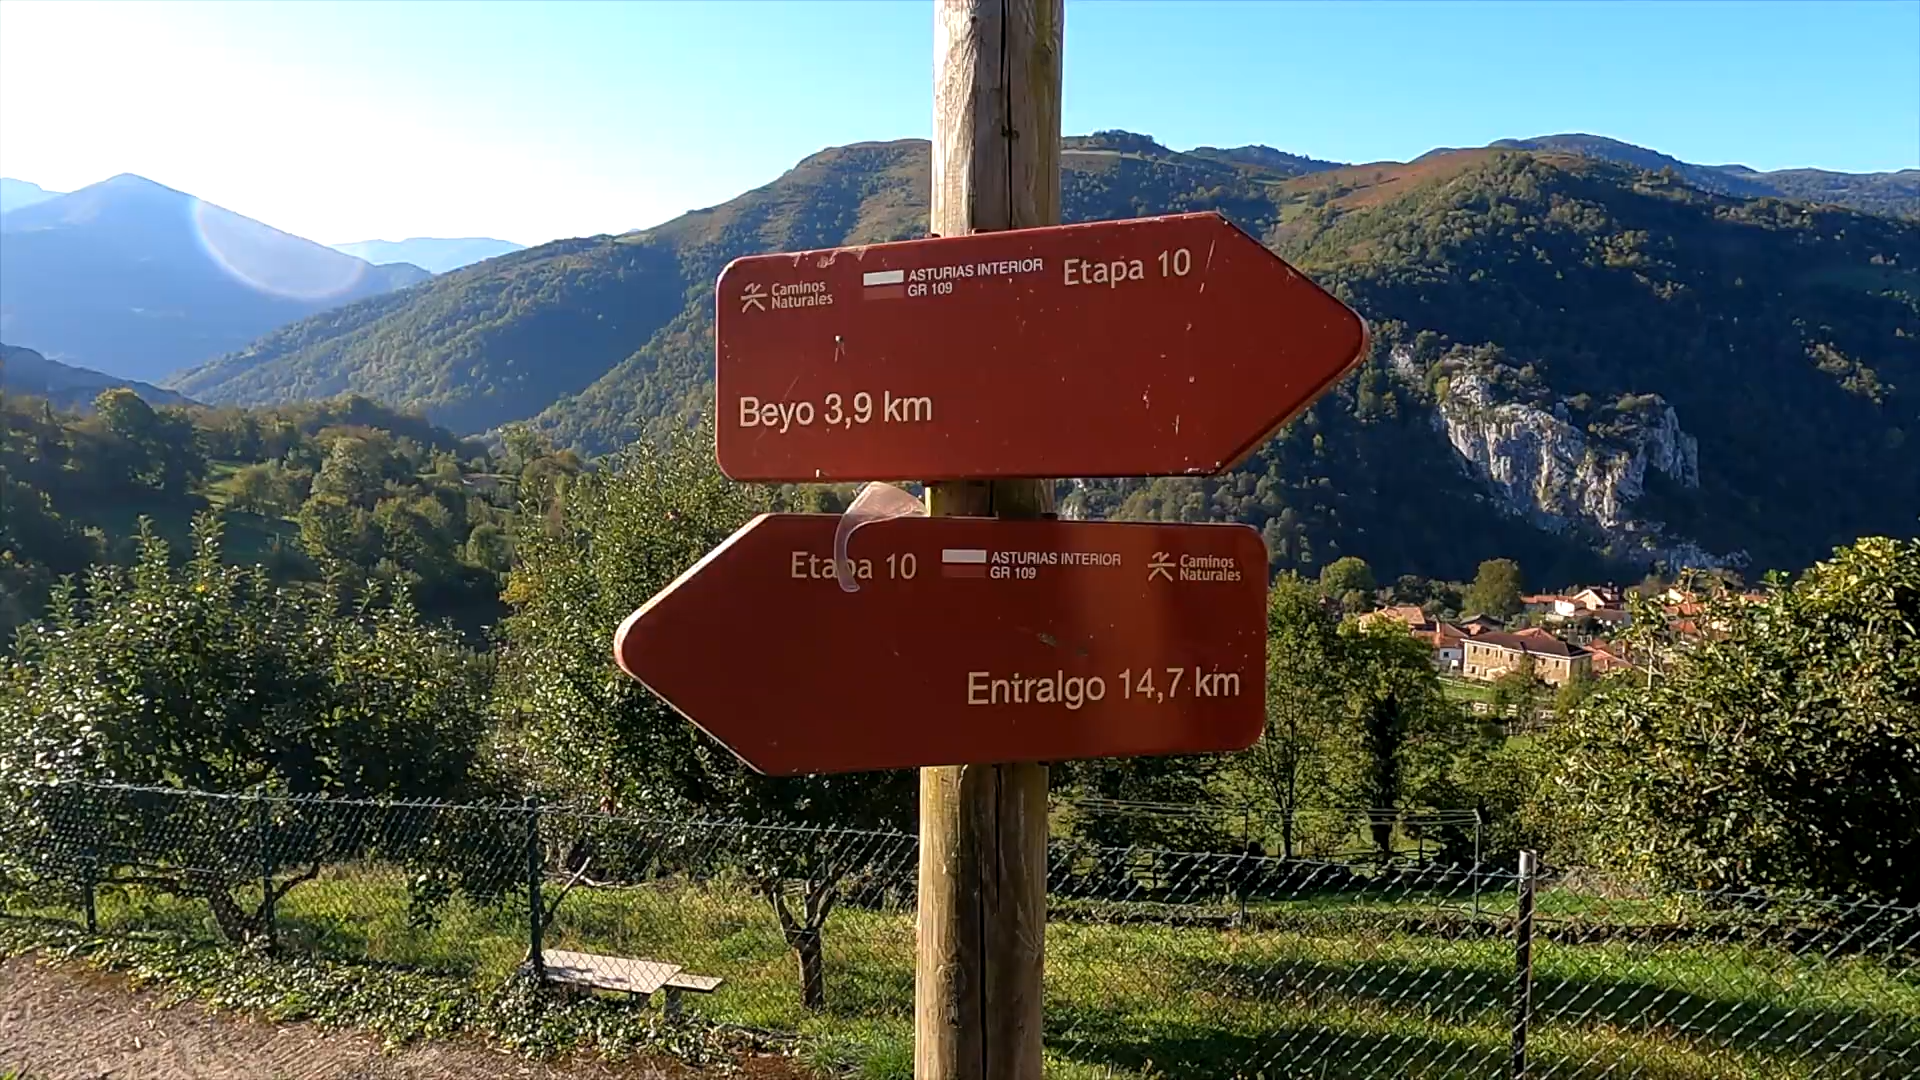 Caminos
Naturales
ASTURIAS INTERIOR
GR 109
Etapa 10
Beyo 3,9 km
Etapa 10
ASTURIAS INTERIOR
GR 109
Caminos
Naturales
Entralgo 14,7 km